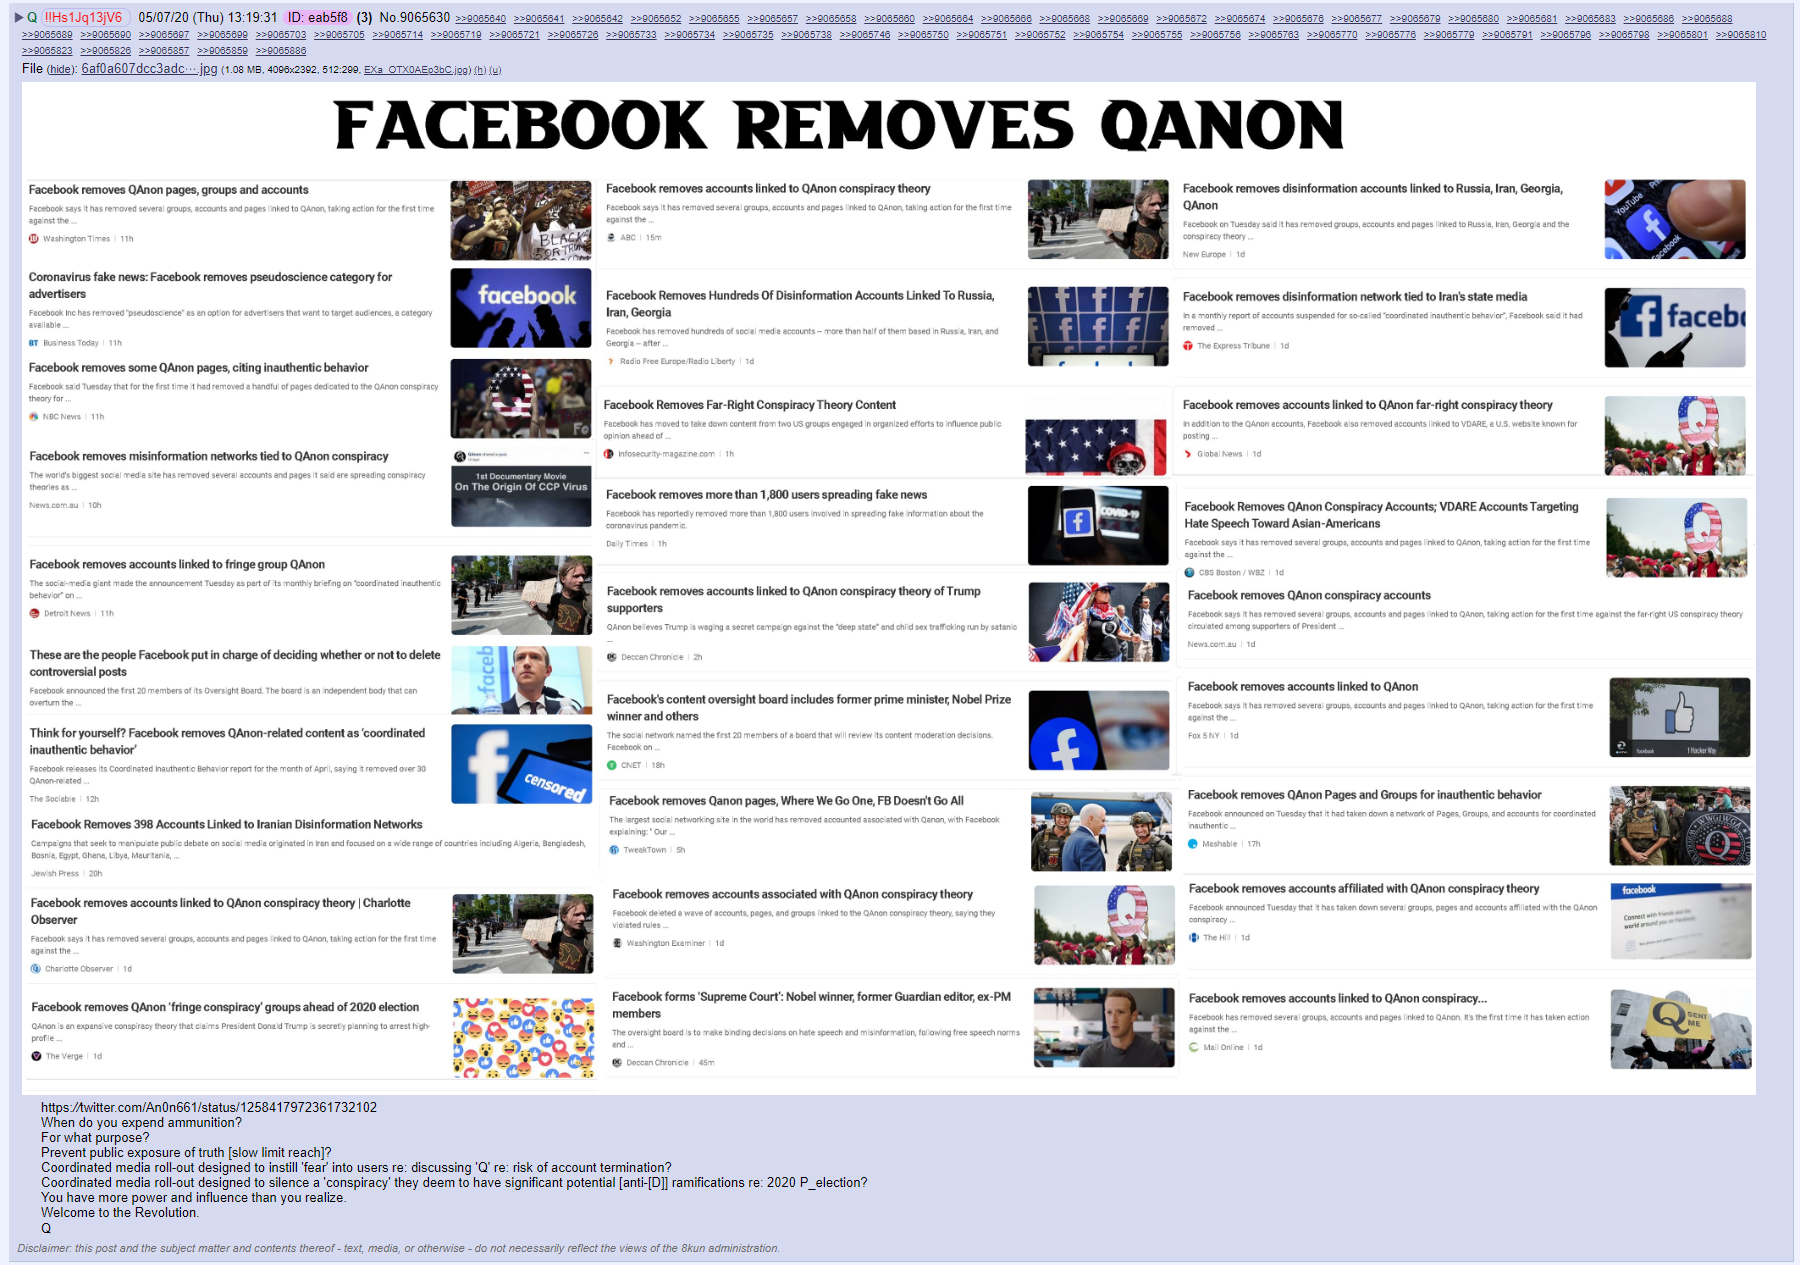 Q !!Hs1Jq13jV6 05/07/20 (Thu) 13:19:31 ID: eab5f8 (3) No.9065630 >>9065640 >>9065641 >>9065642 >>9065652 >>9065655 >>9065657 >>9065658 >>9065660 >>9065664 >>9065666 >>9065668 >>9065669 >>9065672 >>9065674 >>9065676 >>9065677 >>9065679 >>9065680 >>9065681 >>9065683 >>9065686 >>9065688
>>9065689 >>9065690 >>9065697 >>9065699 >>9065703 >>9065705 >>9065714 >>9065719 >>9065721 >>9065726 >>9065733 >>9065734 >>9065735 >>9065738 >>9065746 >>9065750 >>9065751 >>9065752 >>9065754 >>9065755 >>9065756 >>9065763 >>9065770 >>9065776 >>9065779 >>9065791 >>9065796 >>9065798 >>9065801 >>9065810
>>9065823 >>9065826 >>9065857 >>9065859 >>9065886
File (hide): 6af0a607dcc3adc⋯.jpg (1.08 MB, 4096x2392, 512:299, EXa_OTX0AEp3bC.jpg) (h) (u)
FACEBOOK REMOVES QANON
Facebook removes QAnon pages, groups and accounts
Facebook says it has removed several groups, accounts and pages linked to QAnon, taking action for the first time
against the ...
Washington Times | 11h
BLACKS
FOR TRUMP
Coronavirus fake news: Facebook removes pseudoscience category for
advertisers
Facebook Inc has removed "pseudoscience" as an option for advertisers that want to target audiences, a category
available ...
BT Business Today | 11h
facebook
Facebook removes some QAnon pages, citing inauthentic behavior
Facebook said Tuesday that for the first time it had removed a handful of pages dedicated to the QAnon conspiracy
theory for ...
NBC News | 11h
Facebook removes misinformation networks tied to QAnon conspiracy
The world's biggest social media site has removed several accounts and pages it said are spreading conspiracy
theories as ...
News.com.au | 10h
1st Documentary Movie
On The Origin Of CCP Virus
Facebook removes accounts linked to fringe group QAnon
The social-media giant made the announcement Tuesday as part of its monthly briefing on "coordinated inauthentic
behavior" on ...
Detroit News | 11h
These are the people Facebook put in charge of deciding whether or not to delete
controversial posts
Facebook announced the first 20 members of its Oversight Board. The board is an independent body that can
overturn the ...
faceb
Think for yourself? Facebook removes QAnon-related content as 'coordinated
inauthentic behavior'
Facebook releases its Coordinated Inauthentic Behavior report for the month of April, saying it removed over 30
QAnon-related ...
The Sociable | 12h
censored
Facebook Removes 398 Accounts Linked to Iranian Disinformation Networks
Campaigns that seek to manipulate public debate on social media originated in Iran and focused on a wide range of countries including Algeria, Bangladesh,
Bosnia, Egypt, Ghana, Libya, Mauritania, ...
Jewish Press | 20h
Facebook removes accounts linked to QAnon conspiracy theory | Charlotte
Observer
Facebook says it has removed several groups, accounts and pages linked to QAnon, taking action for the first time
against the ...
Charlotte Observer | 1d
Facebook removes QAnon 'fringe conspiracy' groups ahead of 2020 election
QAnon is an expansive conspiracy theory that claims President Donald Trump is secretly planning to arrest high-
profile ...
The Verge | 1d
Facebook removes accounts linked to QAnon conspiracy theory
Facebook says it has removed several groups, accounts and pages linked to QAnon, taking action for the first time
against the ...
ABC | 15m
Facebook Removes Hundreds Of Disinformation Accounts Linked To Russia,
Iran, Georgia
Facebook has removed hundreds of social media accounts -- more than half of them based in Russia, Iran, and
Georgia -- after ...
Radio Free Europe/Radio Liberty | 1d
Facebook Removes Far-Right Conspiracy Theory Content
Facebook has moved to take down content from two US groups engaged in organized efforts to influence public
opinion ahead of ...
Infosecurity-magazine.com | 1h
Facebook removes more than 1,800 users spreading fake news
Facebook has reportedly removed more than 1,800 users involved in spreading fake information about the
coronavirus pandemic.
Daily Times | 1h
COVID-19
Facebook removes accounts linked to QAnon conspiracy theory of Trump
supporters
QAnon believes Trump is waging a secret campaign against the "deep state" and child sex trafficking run by satanic
...
Deccan Chronicle | 2h
Facebook's content oversight board includes former prime minister, Nobel Prize
winner and others
The social network named the first 20 members of a board that will review its content moderation decisions.
Facebook on ...
CNET | 18h
Facebook removes Qanon pages, Where We Go One, FB Doesn't Go All
The largest social networking site in the world has removed accounted associated with Qanon, with Facebook
explaining: " Our ...
TweakTown | 5h
Facebook removes accounts associated with QAnon conspiracy theory
Facebook deleted a wave of accounts, pages, and groups linked to the QAnon conspiracy theory, saying they
violated rules ...
Washington Examiner | 1d
Facebook forms 'Supreme Court': Nobel winner, former Guardian editor, ex-PM
members
The oversight board is to make binding decisions on hate speech and misinformation, following free speech norms
and ...
Deccan Chronicle | 45m
Facebook removes disinformation accounts linked to Russia, Iran, Georgia,
QAnon
Facebook on Tuesday said it has removed groups, accounts and pages linked to Russia, Iran, Georgia and the
conspiracy theory ...
New Europe | 1d
YouTube
Facebook
Facebook removes disinformation network tied to Iran's state media
In a monthly report of accounts suspended for so-called "coordinated inauthentic behavior", Facebook said it had
removed ...
The Express Tribune | 1d
facebo
Facebook removes accounts linked to QAnon far-right conspiracy theory
In addition to the QAnon accounts, Facebook also removed accounts linked to VDARE, a U.S. website known for
posting ...
Global News | 1d
Facebook Removes QAnon Conspiracy Accounts; VDARE Accounts Targeting
Hate Speech Toward Asian-Americans
Facebook says it has removed several groups, accounts and pages linked to QAnon, taking action for the first time
against the ...
CBS Boston / WBZ | 1d
Facebook removes QAnon conspiracy accounts
Facebook says it has removed several groups, accounts and pages linked to QAnon, taking action for the first time against the far-right US conspiracy theory
circulated among supporters of President ...
News.com.au | 1d
Facebook removes accounts linked to QAnon
Facebook says it has removed several groups, accounts and pages linked to QAnon, taking action for the first time
against the ...
Fox 5 NY | 1d
facebook 1 Hacker Way
Facebook removes QAnon Pages and Groups for inauthentic behavior
Facebook announced on Tuesday that it had taken down a network of Pages, Groups, and accounts for coordinated
inauthentic ...
Mashable | 17h
Facebook removes accounts affiliated with QAnon conspiracy theory
Facebook announced Tuesday that it has taken down several groups, pages and accounts affiliated with the QAnon
conspiracy ...
The Hill | 1d
facebook
Connect with friends and the
world around you on Facebook
Facebook removes accounts linked to QAnon conspiracy...
Facebook has removed several groups, accounts and pages linked to QAnon. It's the first time it has taken action
against the ...
Mail Online | 1d
Q SENT
ME
https://twitter.com/An0n661/status/1258417972361732102
When do you expend ammunition?
For what purpose?
Prevent public exposure of truth [slow limit reach]?
Coordinated media roll-out designed to instill 'fear' into users re: discussing 'Q' re: risk of account termination?
Coordinated media roll-out designed to silence a 'conspiracy' they deem to have significant potential [anti-[D]] ramifications re: 2020 P_election?
You have more power and influence than you realize.
Welcome to the Revolution.
Q
Disclaimer: this post and the subject matter and contents thereof - text, media, or otherwise - do not necessarily reflect the views of the 8kun administration.